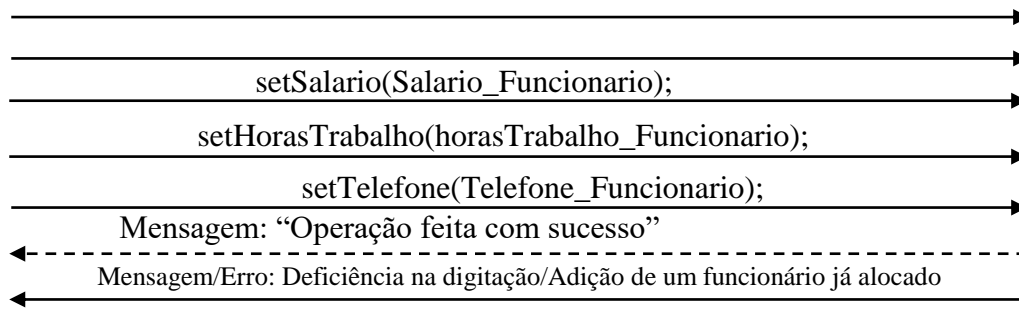 setSalario(Salario_Funcionario);
setHorasTrabalho(horasTrabalho_Funcionario);
setTelefone(Telefone_Funcionario);
Mensagem: “Operação feita com sucesso”
Mensagem/Erro: Deficiência na digitação/Adição de um funcionário já alocado